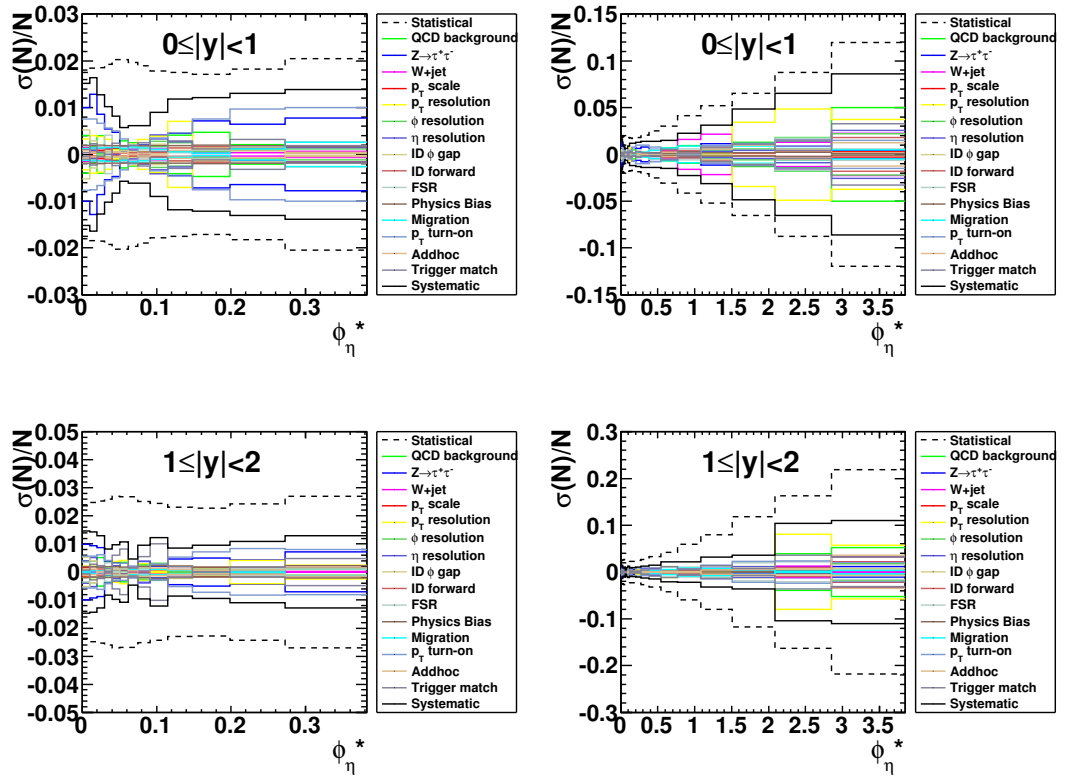 σ(N)/N
0.03
0.02
0.01
0
-0.01
-0.02
-0.03
0≤|y|<1
0 0.1 0.2 0.3
ϕη*
Statistical
QCD background
Z→τ⁺τ⁻
W+jet
pT scale
pT resolution
ϕ resolution
η resolution
ID ϕ gap
ID forward
FSR
Physics Bias
Migration
pT turn-on
Addhoc
Trigger match
Systematic
σ(N)/N
0.15
0.1
0.05
0
-0.05
-0.1
-0.15
0≤|y|<1
0 0.5 1 1.5 2 2.5 3 3.5
ϕη*
Statistical
QCD background
Z→τ⁺τ⁻
W+jet
pT scale
pT resolution
ϕ resolution
η resolution
ID ϕ gap
ID forward
FSR
Physics Bias
Migration
pT turn-on
Addhoc
Trigger match
Systematic
σ(N)/N
0.05
0.04
0.03
0.02
0.01
0
-0.01
-0.02
-0.03
-0.04
-0.05
1≤|y|<2
0 0.1 0.2 0.3
ϕη*
Statistical
QCD background
Z→τ⁺τ⁻
W+jet
pT scale
pT resolution
ϕ resolution
η resolution
ID ϕ gap
ID forward
FSR
Physics Bias
Migration
pT turn-on
Addhoc
Trigger match
Systematic
σ(N)/N
0.3
0.2
0.1
0
-0.1
-0.2
-0.3
1≤|y|<2
0 0.5 1 1.5 2 2.5 3 3.5
ϕη*
Statistical
QCD background
Z→τ⁺τ⁻
W+jet
pT scale
pT resolution
ϕ resolution
η resolution
ID ϕ gap
ID forward
FSR
Physics Bias
Migration
pT turn-on
Addhoc
Trigger match
Systematic